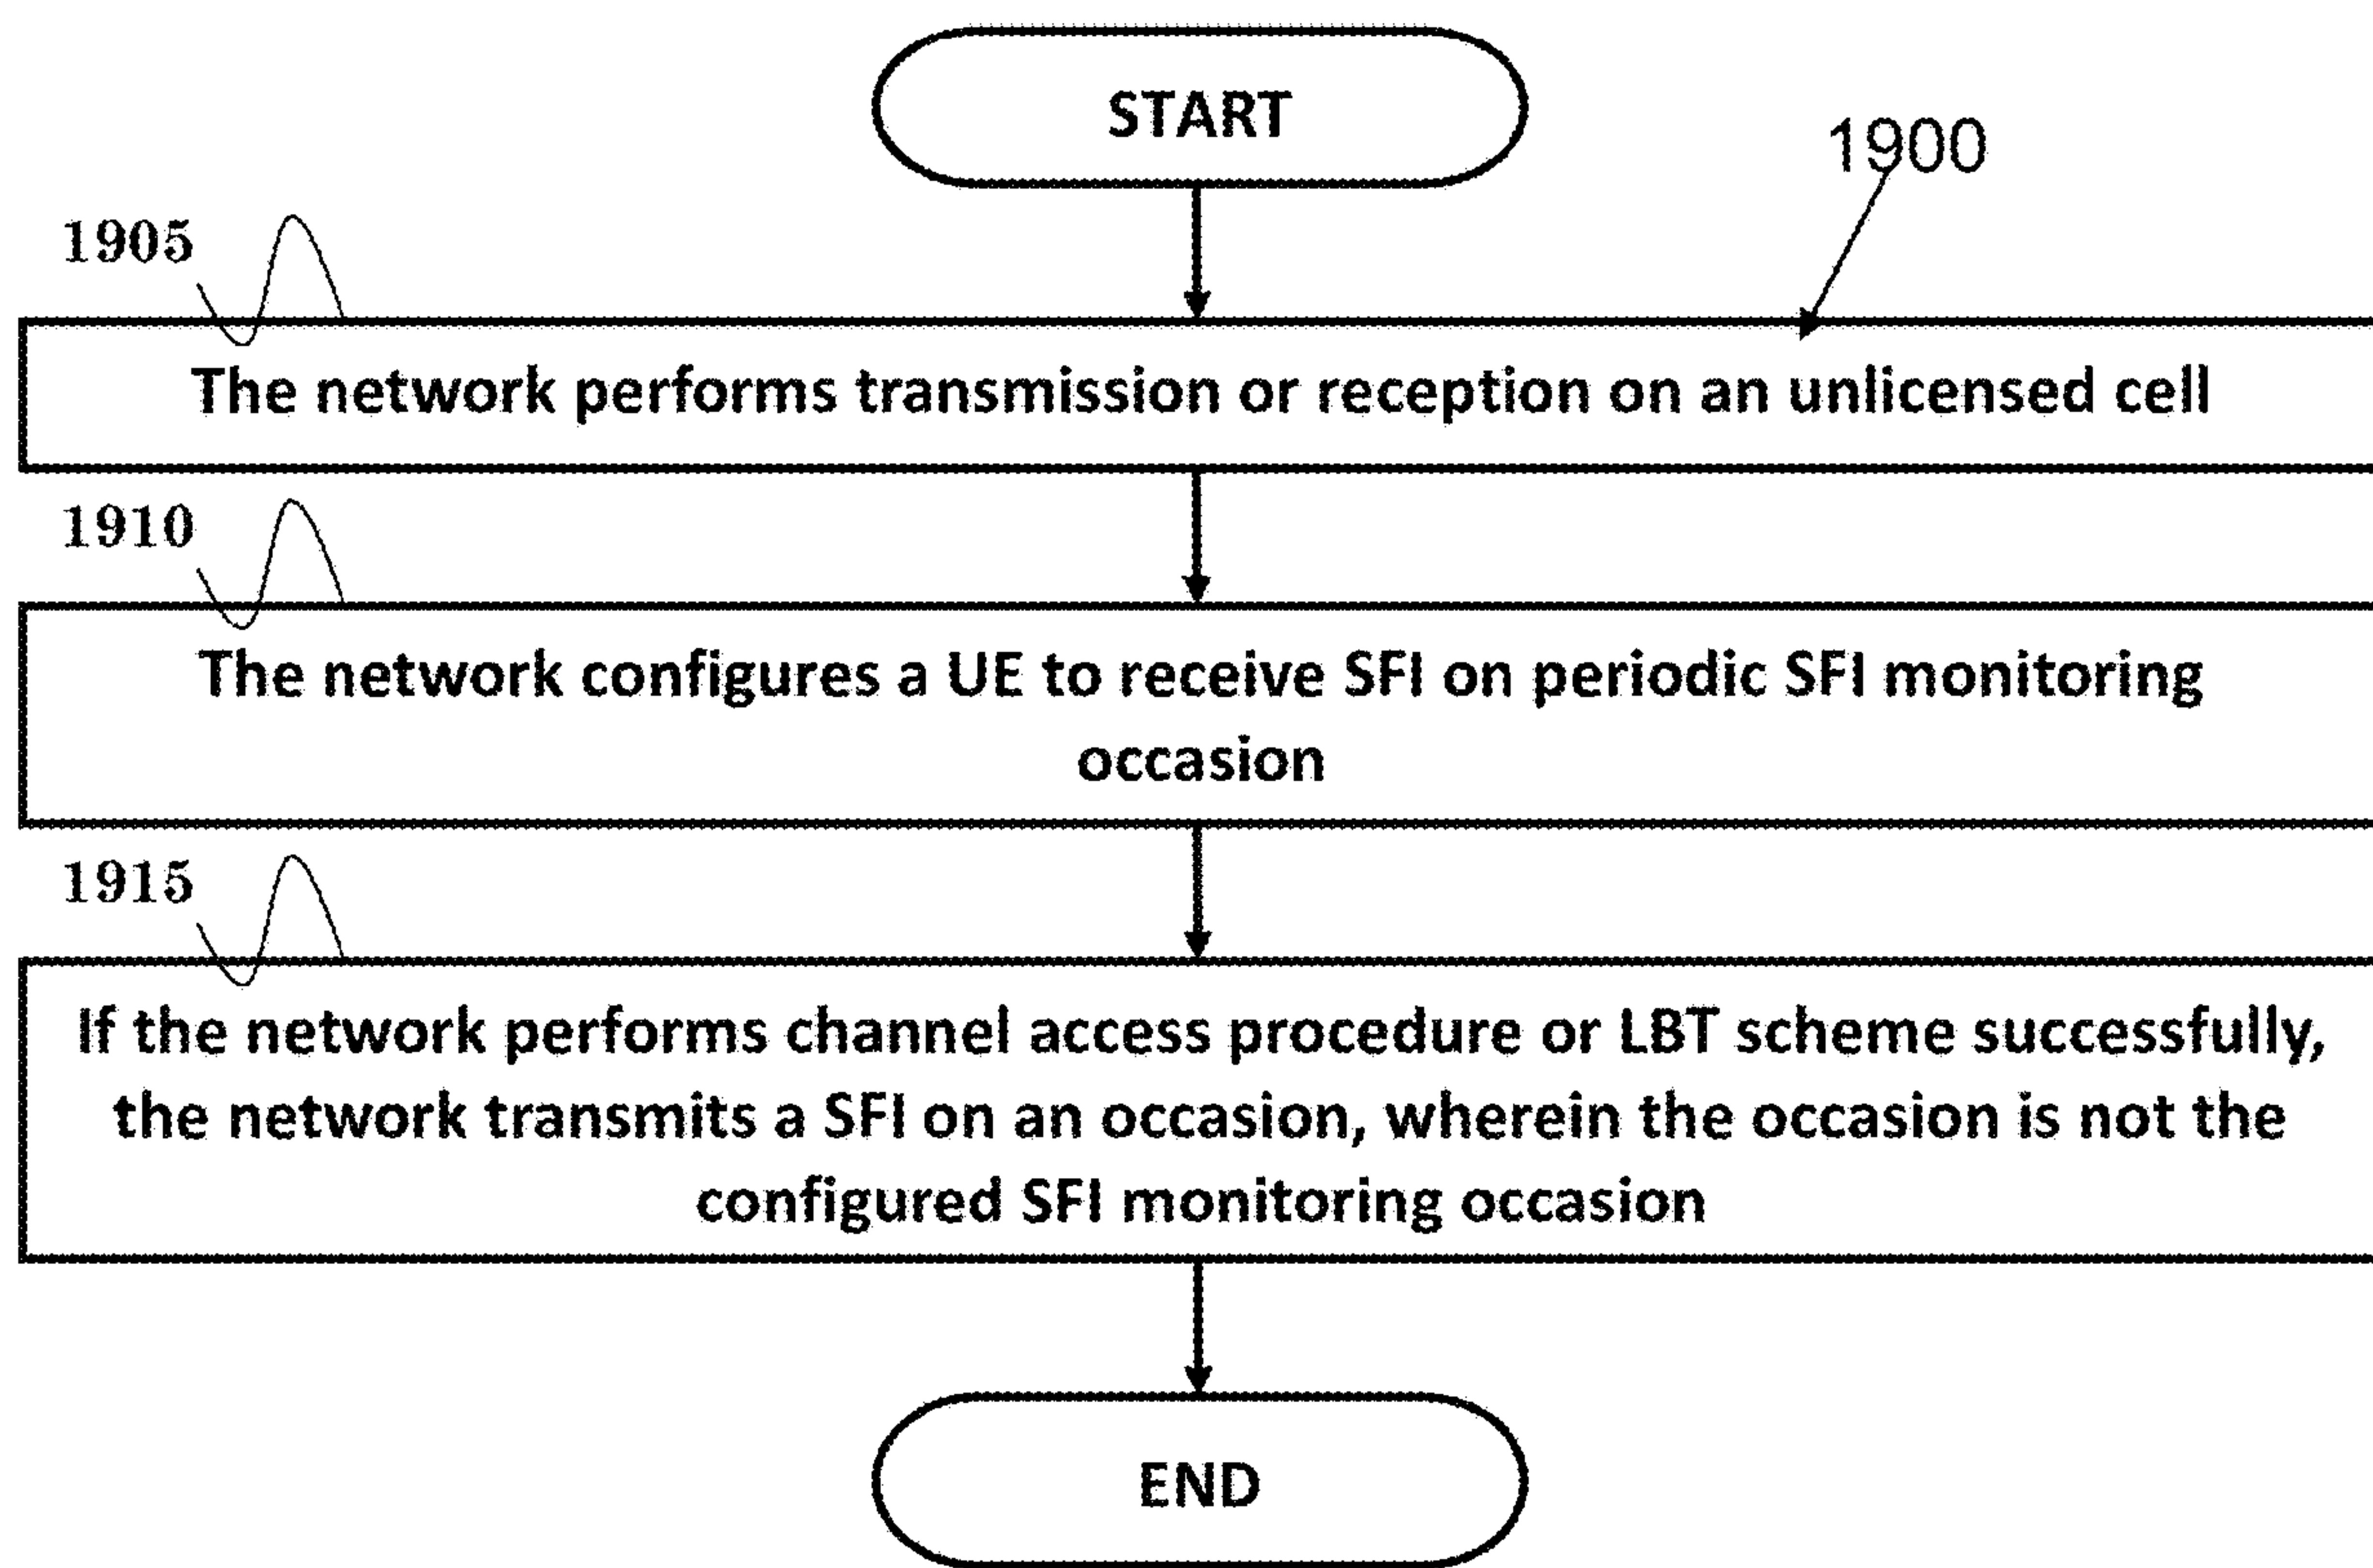 START
1900
1905
The network performs transmission or reception on an unlicensed cell
1910
The network configures a UE to receive SFI on periodic SFI monitoring
occasion
1915
If the network performs channel access procedure or LBT scheme successfully,
the network transmits a SFI on an occasion, wherein the occasion is not the
configured SFI monitoring occasion
END